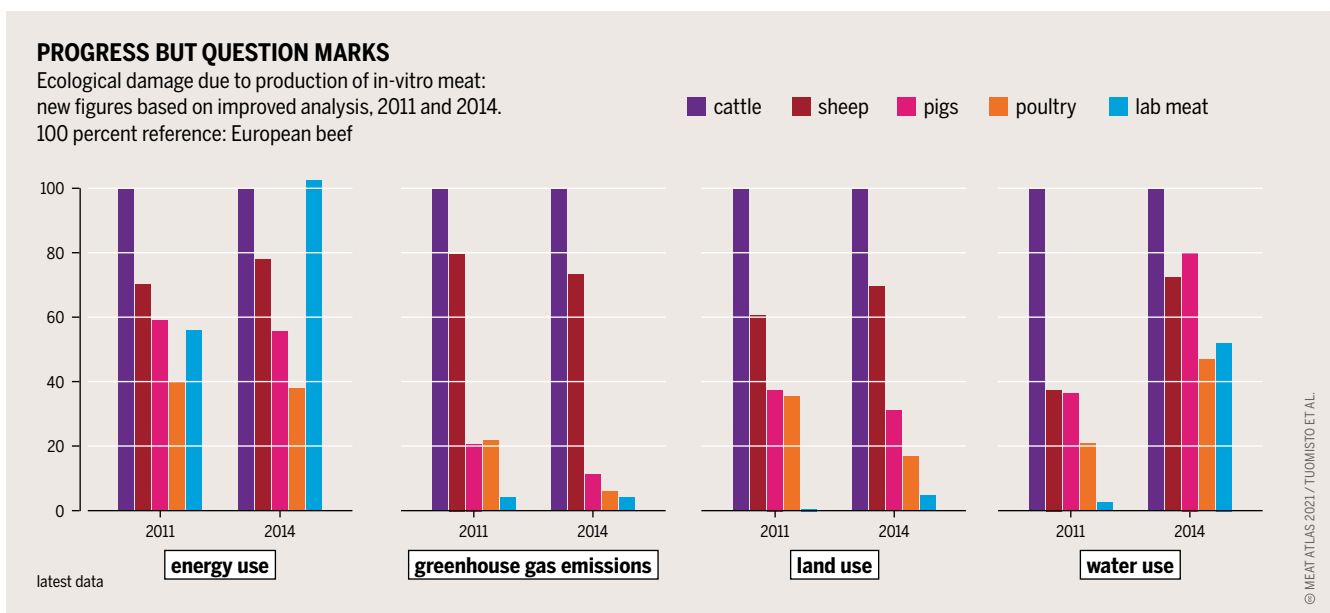 PROGRESS BUT QUESTION MARKS
Ecological damage due to production of in-vitro meat:
new figures based on improved analysis, 2011 and 2014.
100 percent reference: European beef
cattle sheep pigs poultry lab meat
100
80
60
40
20
0
2011 2014 2011 2014 2011 2014 2011 2014
energy use greenhouse gas emissions land use water use
latest data
© MEAT ATLAS 2021 / TUOMISTO ET AL.